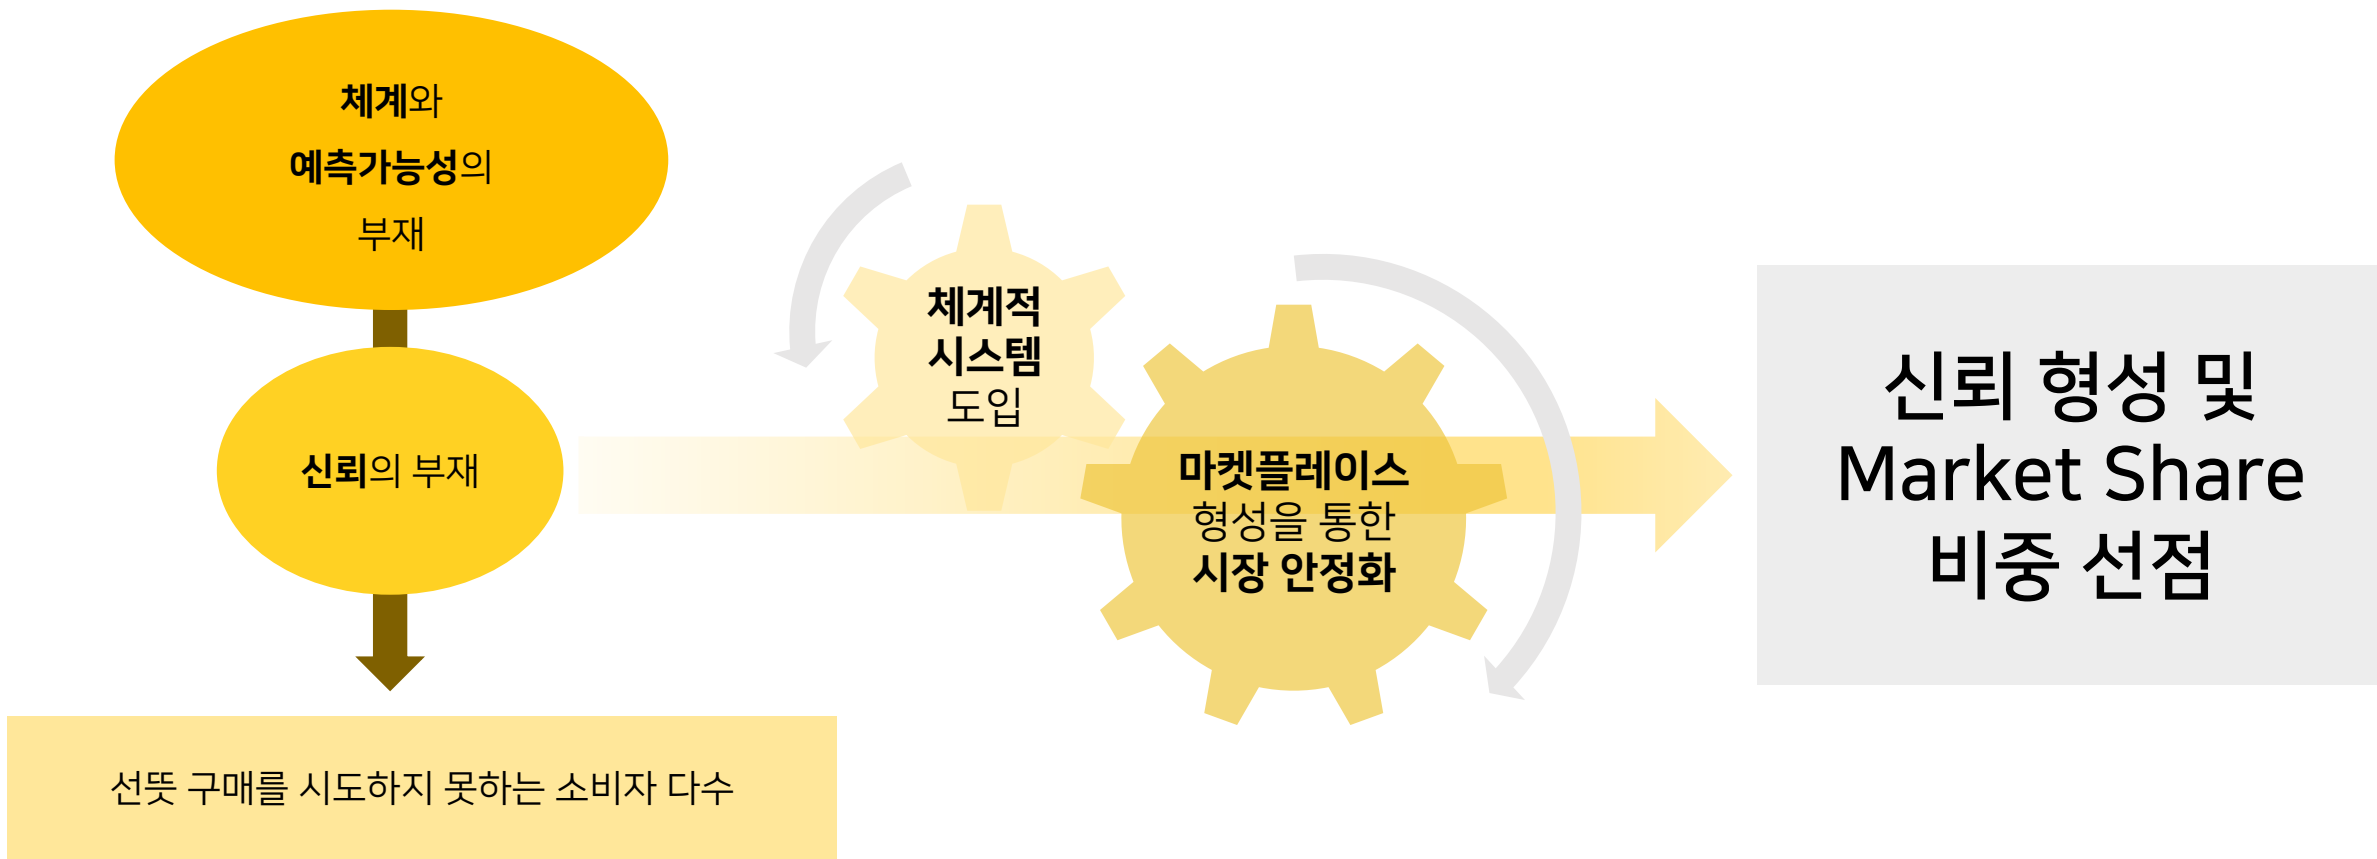 체계와
예측가능성의
부재
신뢰의 부재
선뜻 구매를 시도하지 못하는 소비자 다수
체계적
시스템
도입
마켓플레이스
형성을 통한
시장 안정화
신뢰 형성 및
Market Share
비중 선점